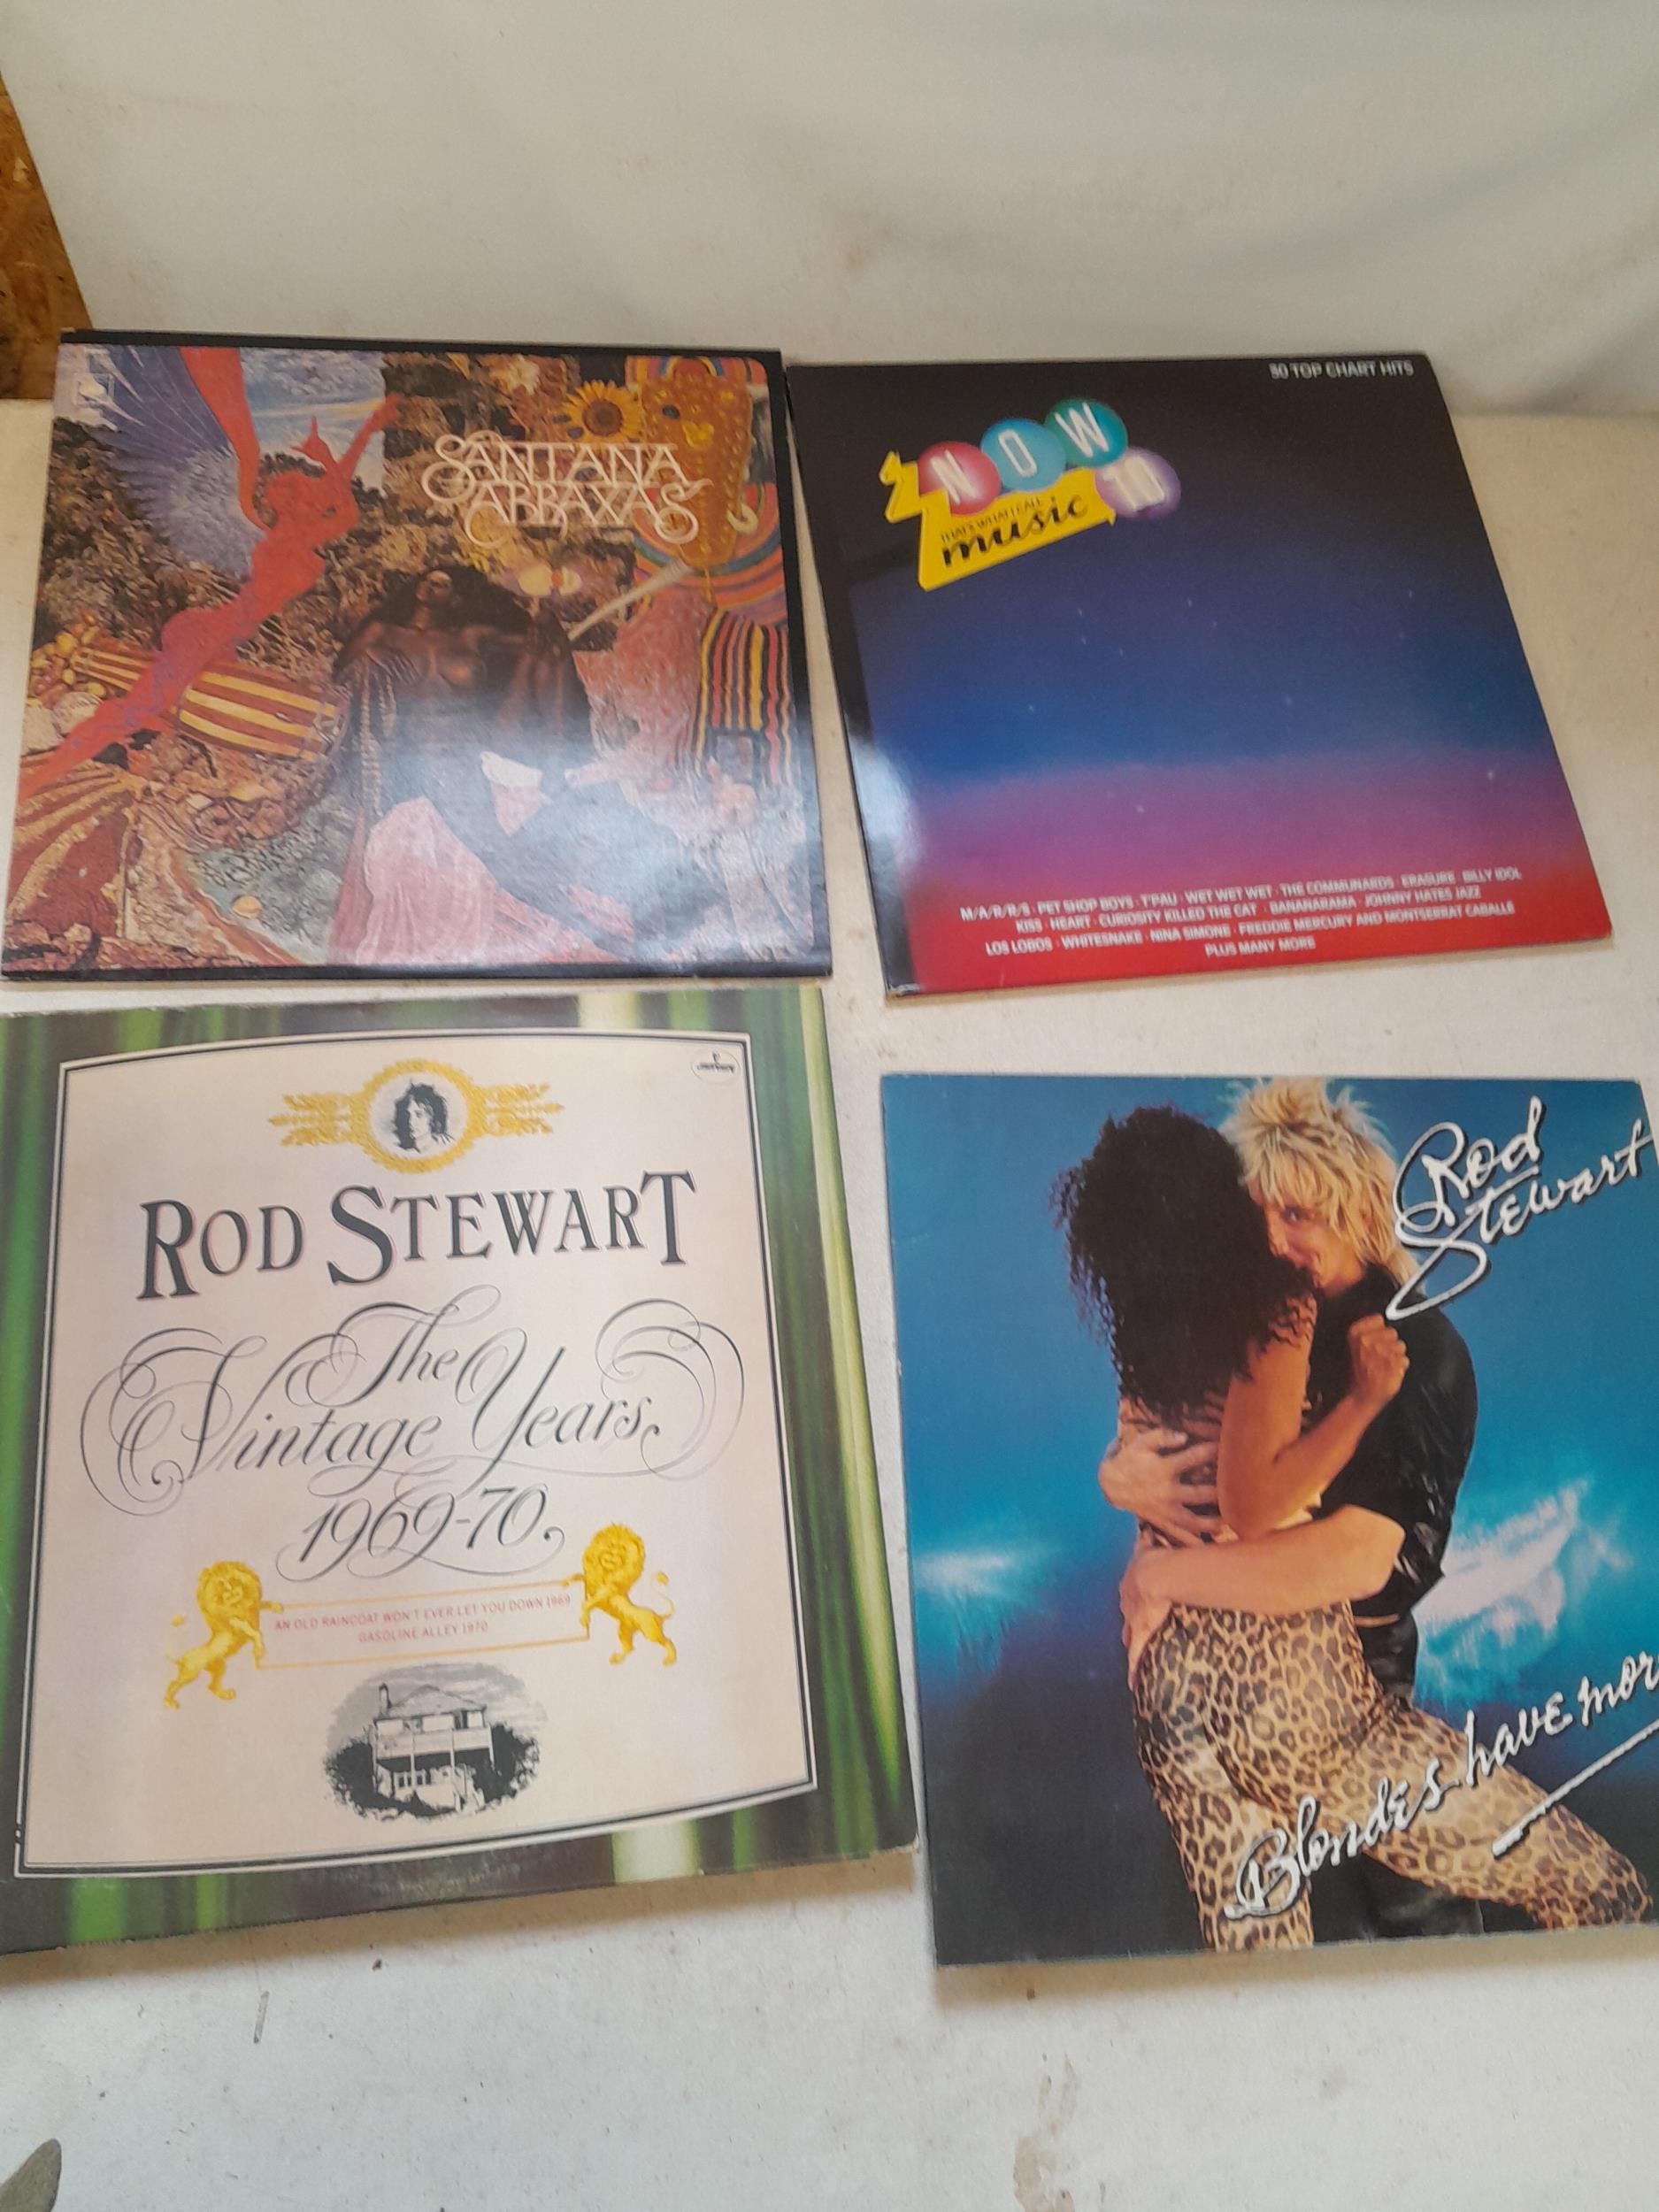 SANTANA
ABRAXAS
30 TOP CHART HITS
NOW
10
THAT'S WHAT I CALL
music
M/A/R/R/S · PET SHOP BOYS · T'PAU · WET WET WET · THE COMMUNARDS · ERASURE · BILLY IDOL
KISS · HEART · CURIOSITY KILLED THE CAT · BANANARAMA · JOHNNY HATES JAZZ
LOS LOBOS · WHITESNAKE · NINA SIMONE · FREDDIE MERCURY AND MONTSERRAT CABALLE
PLUS MANY MORE
mercury
ROD STEWART
The
Vintage Years
1969-70
AN OLD RAINCOAT WON'T EVER LET YOU DOWN 1969
GASOLINE ALLEY 1970
Rod
Stewart
Blondes have mor